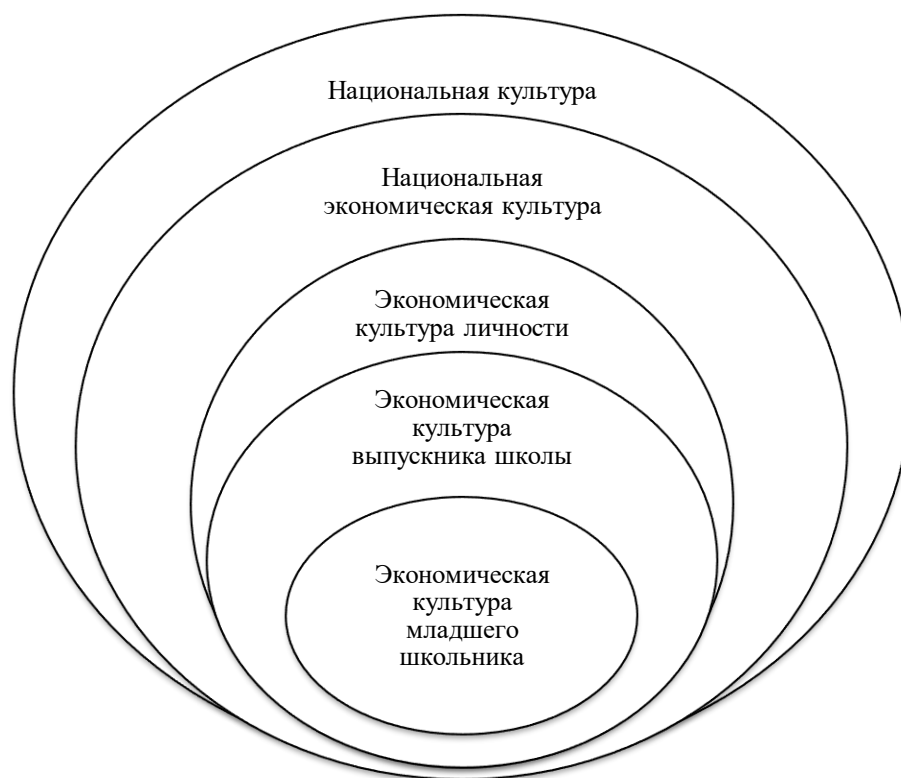 Национальная культура
Национальная
экономическая культура
Экономическая
культура личности
Экономическая
культура
выпускника школы
Экономическая
культура
младшего
школьника